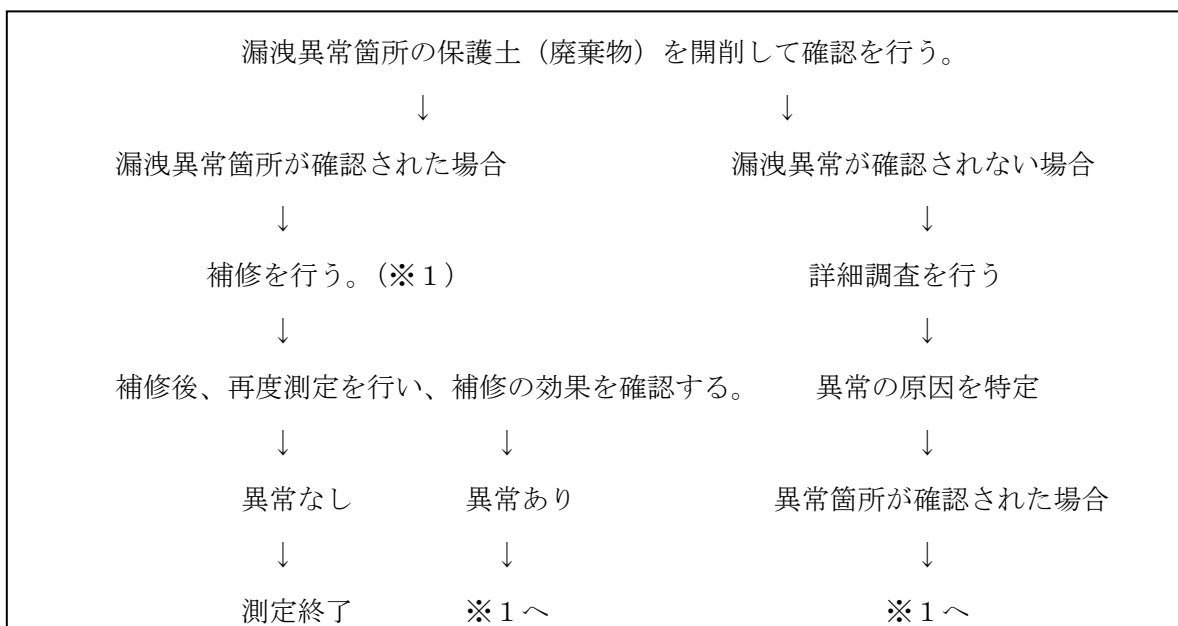 漏洩異常箇所の保護土（廃棄物）を開削して確認を行う。
↓ ↓
漏洩異常箇所が確認された場合 漏洩異常が確認されない場合
↓ ↓
補修を行う。（※１） 詳細調査を行う
↓ ↓
補修後、再度測定を行い、補修の効果を確認する。 異常の原因を特定
↓ ↓ ↓
異常なし 異常あり 異常箇所が確認された場合
↓ ↓ ↓
測定終了 ※１へ ※１へ